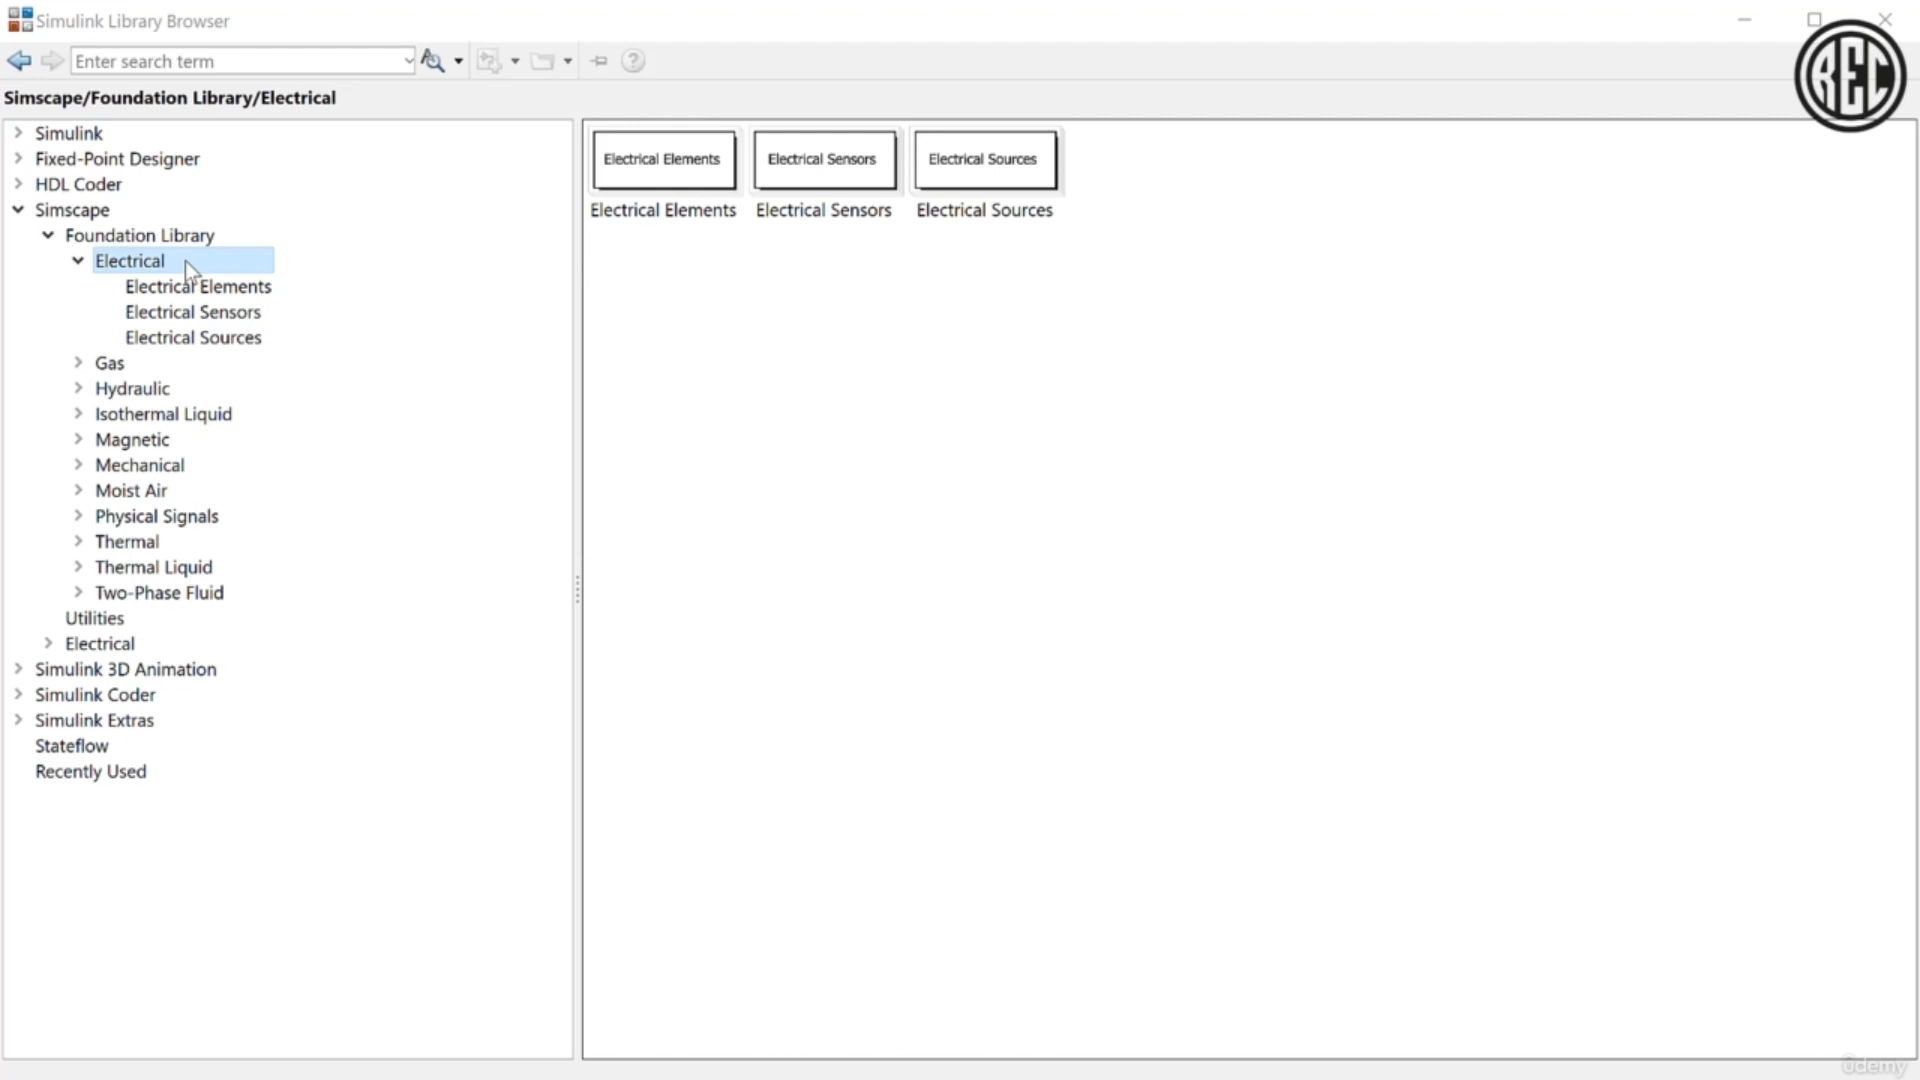 Simulink Library Browser
Enter search term
Simscape/Foundation Library/Electrical
Simulink
Fixed-Point Designer
HDL Coder
Simscape
Foundation Library
Electrical
Electrical Elements
Electrical Sensors
Electrical Sources
Gas
Hydraulic
Isothermal Liquid
Magnetic
Mechanical
Moist Air
Physical Signals
Thermal
Thermal Liquid
Two-Phase Fluid
Utilities
Electrical
Simulink 3D Animation
Simulink Coder
Simulink Extras
Stateflow
Recently Used
Electrical Elements Electrical Sensors Electrical Sources
Electrical Elements Electrical Sensors Electrical Sources
REC
udemy